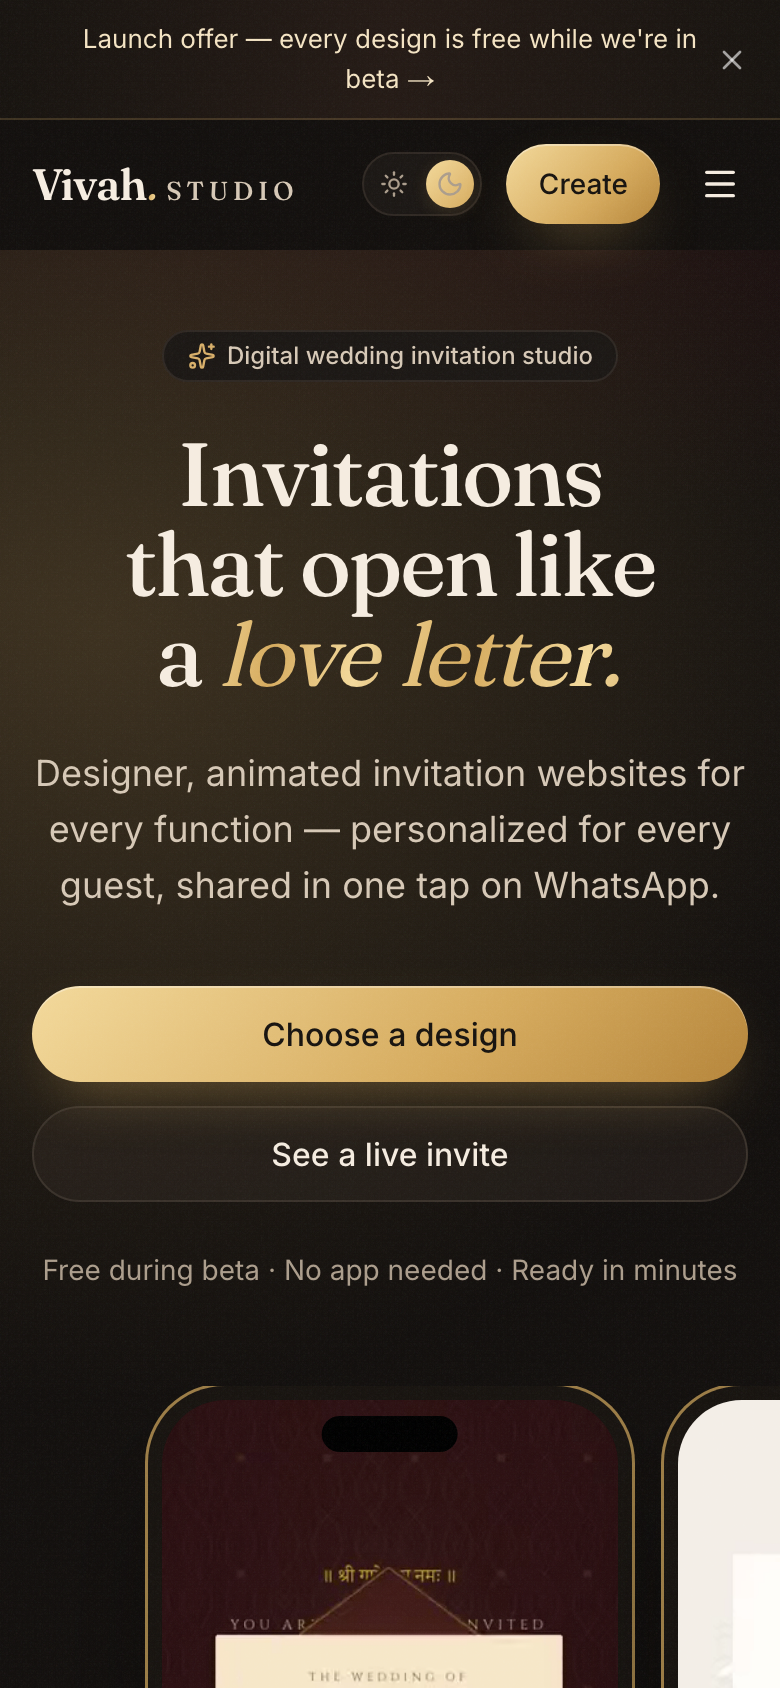 Launch offer — every design is free while we're in
beta →
Vivah. STUDIO
Create
Digital wedding invitation studio
Invitations
that open like
a love letter.
Designer, animated invitation websites for
every function — personalized for every
guest, shared in one tap on WhatsApp.
Choose a design
See a live invite
Free during beta · No app needed · Ready in minutes
॥ श्री नमः ॥
YOU
THE WEDDING OF